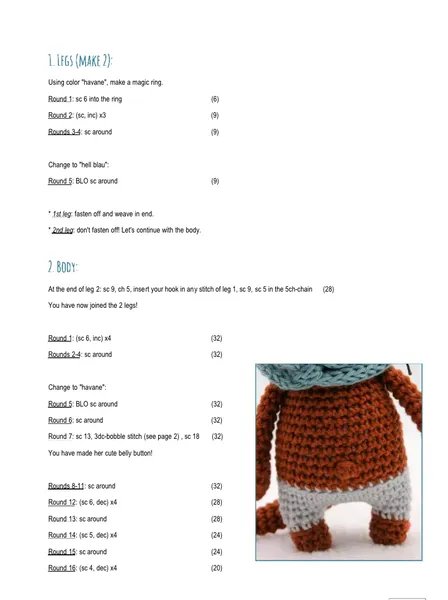 1. Legs (make 2):
Using color "havane", make a magic ring.
Round 1: sc 6 into the ring (6)
Round 2: (sc, inc) x3 (9)
Rounds 3-4: sc around (9)
Change to "hell blau":
Round 5: BLO sc around (9)
* 1st leg: fasten off and weave in end.
* 2nd leg: don't fasten off! Let's continue with the body.
2. Body:
At the end of leg 2: sc 9, ch 5, insert your hook in any stitch of leg 1, sc 9, sc 5 in the 5ch-chain (28)
You have now joined the 2 legs!
Round 1: (sc 6, inc) x4 (32)
Rounds 2-4: sc around (32)
Change to "havane":
Round 5: BLO sc around (32)
Round 6: sc around (32)
Round 7: sc 13, 3dc-bobble stitch (see page 2) , sc 18 (32)
You have made her cute belly button!
Rounds 8-11: sc around (32)
Round 12: (sc 6, dec) x4 (28)
Round 13: sc around (28)
Round 14: (sc 5, dec) x4 (24)
Round 15: sc around (24)
Round 16: (sc 4, dec) x4 (20)